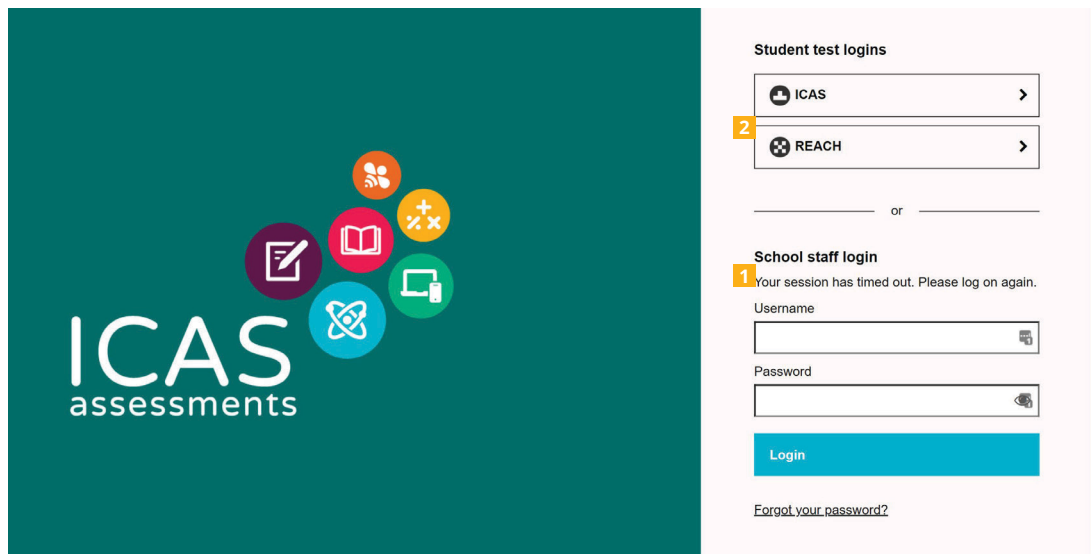 ICAS
assessments
Student test logins
ICAS
2
REACH
or
School staff login
1
Your session has timed out. Please log on again.
Username
Password
Login
Forgot your password?